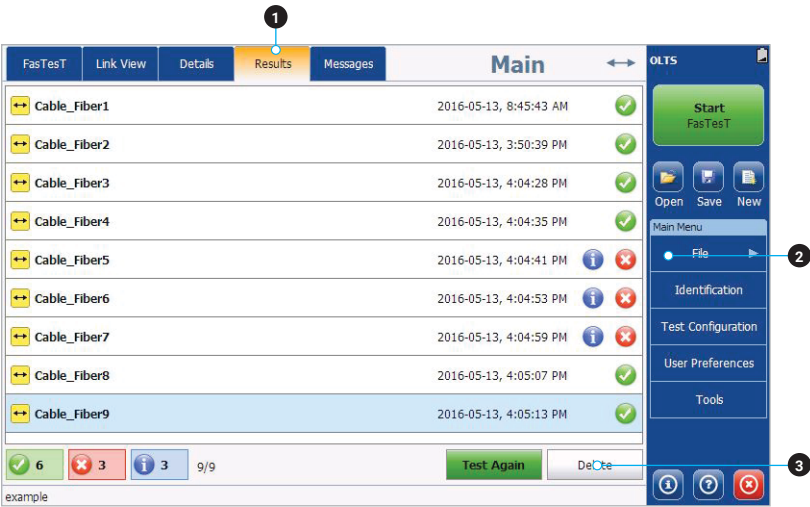 1
FasTesT Link View Details Results Messages Main OLTS
Cable_Fiber1 2016-05-13, 8:45:43 AM
Cable_Fiber2 2016-05-13, 3:50:39 PM
Cable_Fiber3 2016-05-13, 4:04:28 PM
Cable_Fiber4 2016-05-13, 4:04:35 PM
Cable_Fiber5 2016-05-13, 4:04:41 PM
Cable_Fiber6 2016-05-13, 4:04:53 PM
Cable_Fiber7 2016-05-13, 4:04:59 PM
Cable_Fiber8 2016-05-13, 4:05:07 PM
Cable_Fiber9 2016-05-13, 4:05:13 PM
6 3 3 9/9 Test Again Delete
example
Start
FasTesT
Open Save New
Main Menu
File
2
Identification
Test Configuration
User Preferences
Tools
3